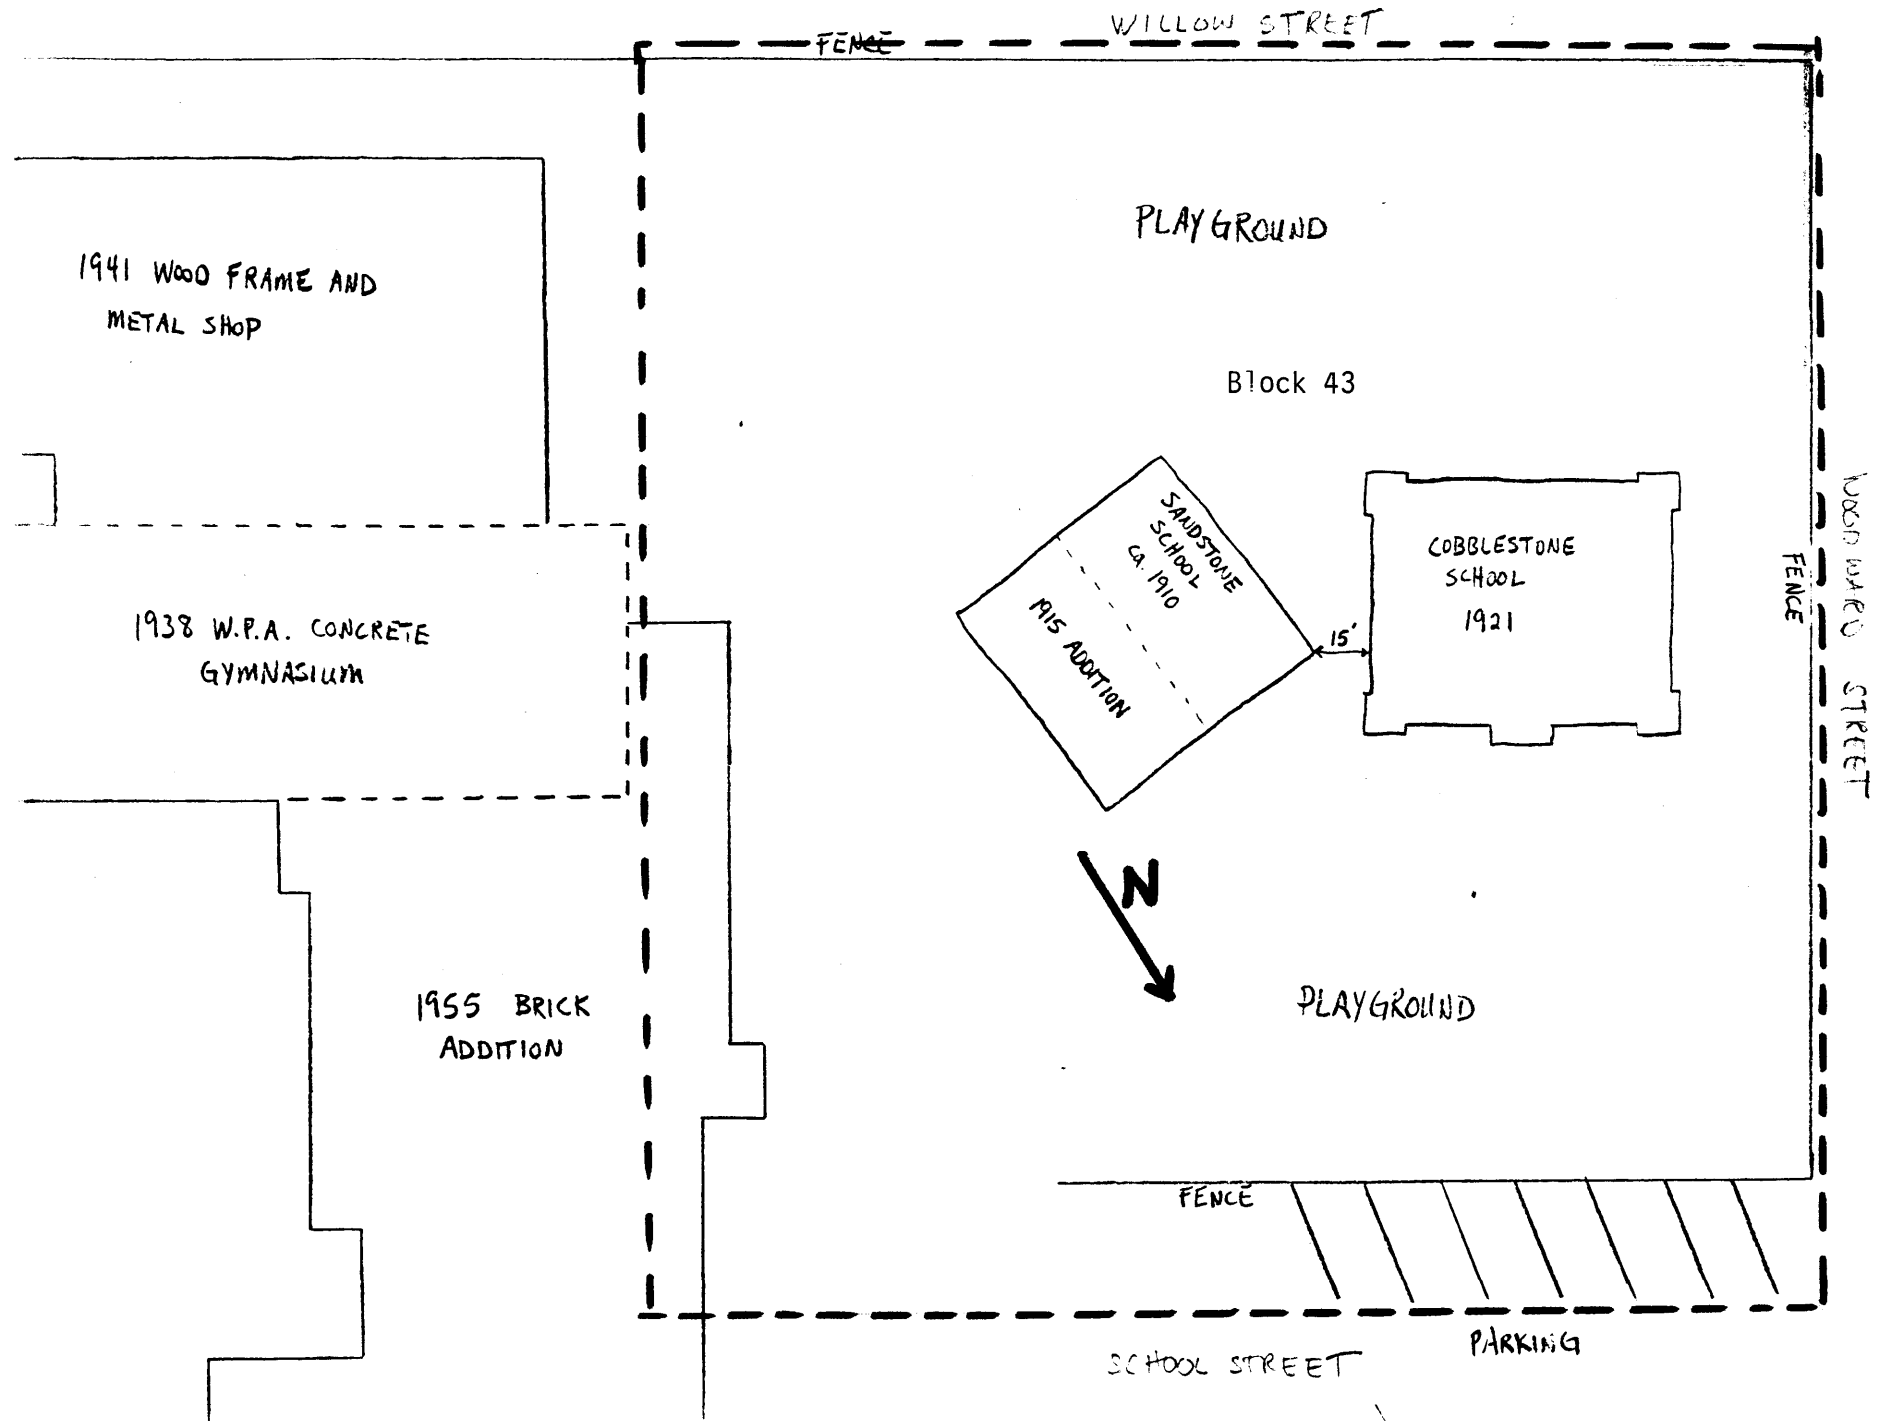 WILLOW STREET
FENCE
PLAYGROUND
1941 WOOD FRAME AND
METAL SHOP
Block 43
SANDSTONE
SCHOOL
ca. 1910
1915 ADDITION
15'
COBBLESTONE
SCHOOL
1921
FENCE
WOODWARD STREET
1938 W.P.A. CONCRETE
GYMNASIUM
N
1955 BRICK
ADDITION
PLAYGROUND
FENCE
PARKING
SCHOOL STREET